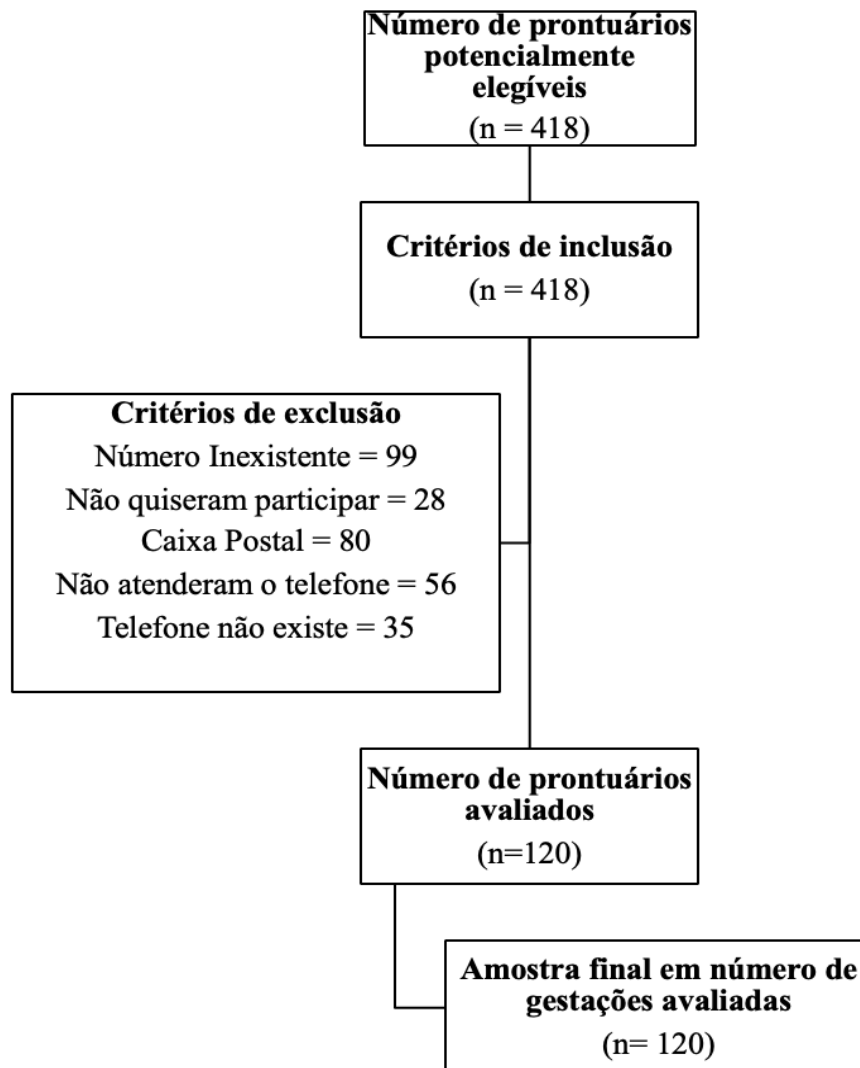 Número de prontuários
potencialmente
elegíveis
(n = 418)
Critérios de inclusão
(n = 418)
Critérios de exclusão
Número Inexistente = 99
Não quiseram participar = 28
Caixa Postal = 80
Não atenderam o telefone = 56
Telefone não existe = 35
Número de prontuários
avaliados
(n=120)
Amostra final em número de
gestações avaliadas
(n= 120)